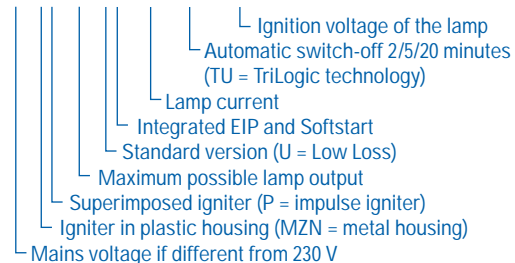 Ignition voltage of the lamp
Automatic switch-off 2/5/20 minutes
(TU = TriLogic technology)
Lamp current
Integrated EIP and Softstart
Standard version (U = Low Loss)
Maximum possible lamp output
Superimposed igniter (P = impulse igniter)
Igniter in plastic housing (MZN = metal housing)
Mains voltage if different from 230 V